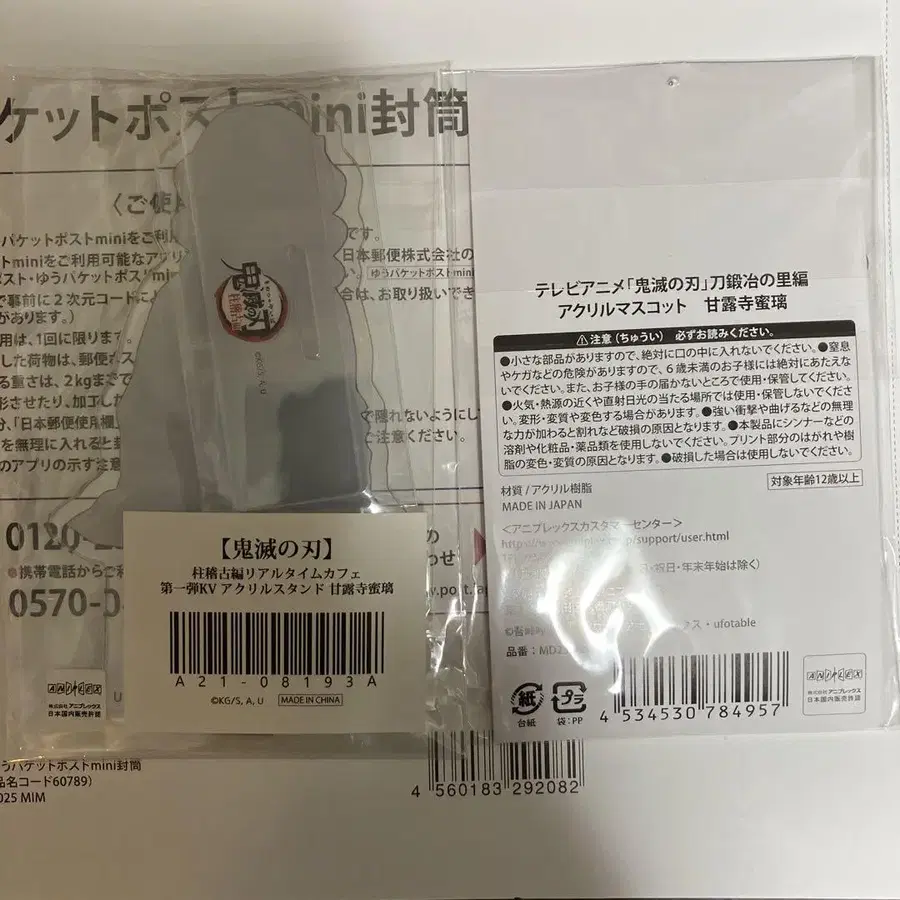 ケットポストmini封筒
〈ご使
パケットポストminiをご利用
です。
トminiをご利用可能なアプリ
日本郵便株式会社の
ポスト・ゆうパケットポストmini
ゆうパケットポストmini
で事前に2次元コードによ
合は、お取り扱いでき
があります。）
用は、1回に限ります。
した荷物は、郵便ポス
る重さは、2kgまで
形させたり、加工した
で隠れないようにして
分、「日本郵便使用欄」
ご注意ください。
を無理に入れると
のアプリの示す注意
0120-2
●携帯電話からご利
0570-0
わせ
www.post.japa
鬼滅の刃
柱稽古編
©KG/S, A, U
【鬼滅の刃】
柱稽古編リアルタイムカフェ
第一弾KV アクリルスタンド 甘露寺蜜璃
A21-08193A
©KG/S, A, U
MADE IN CHINA
ANIPLEX
株式会社アニプレックス
日本国内販売許諾
テレビアニメ「鬼滅の刃」刀鍛冶の里編
アクリルマスコット 甘露寺蜜璃
⚠注意（ちゅうい） 必ずお読みください。
●小さな部品がありますので、絶対に口の中に入れないでください。●窒息
やケガなどの危険がありますので、６歳未満のお子様には絶対にあたえな
いでください。また、お子様の手の届かないところで使用・保管してください。
●火気・熱源の近くや直射日光の当たる場所では使用・保管しないでくださ
い。変形・変質や変色する場合があります。●強い衝撃や曲げるなどの無理
な力が加わると割れなど破損の原因となります。●本製品にシンナーなどの
溶剤や化粧品・薬品類を使用しないでください。プリント部分のはがれや樹
脂の変色・変質の原因となります。●破損した場合は使用しないでください。
対象年齢12歳以上
材質 / アクリル樹脂
MADE IN JAPAN
＜アニプレックスカスタマーセンター＞
/support/user.html
・祝日・年末年始は除く）
ックス・ufotable
品番：MD2
紙
台紙
プラ
袋：PP
4 534530 784957
ANIPLEX
株式会社アニプレックス
日本国内販売許諾
ゆうパケットポストmini封筒
品名コード60789）
025 MIM
4 560183 292082